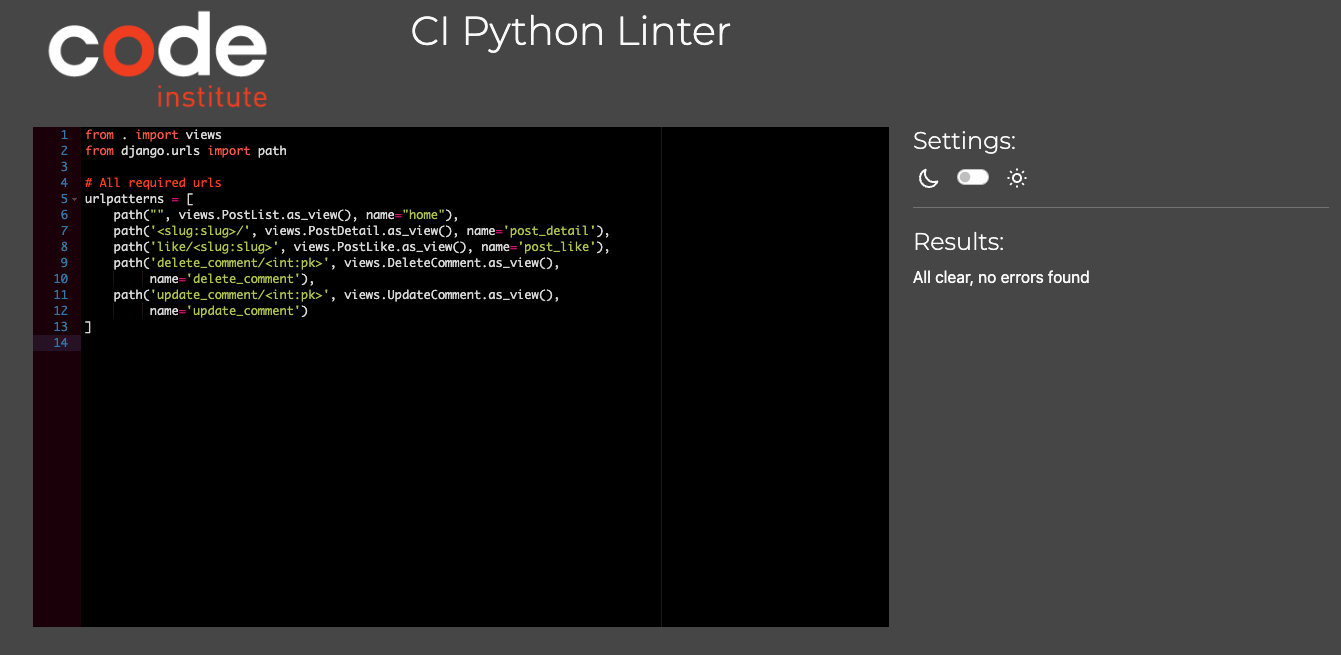 code
institute
CI Python Linter
1 from . import views
2 from django.urls import path
3
4 # All required urls
5 urlpatterns = [
6     path("", views.PostList.as_view(), name="home"),
7     path('<slug:slug>/', views.PostDetail.as_view(), name='post_detail'),
8     path('like/<slug:slug>', views.PostLike.as_view(), name='post_like'),
9     path('delete_comment/<int:pk>', views.DeleteComment.as_view(),
10          name='delete_comment'),
11     path('update_comment/<int:pk>', views.UpdateComment.as_view(),
12          name='update_comment')
13 ]
14
Settings:
Results:
All clear, no errors found